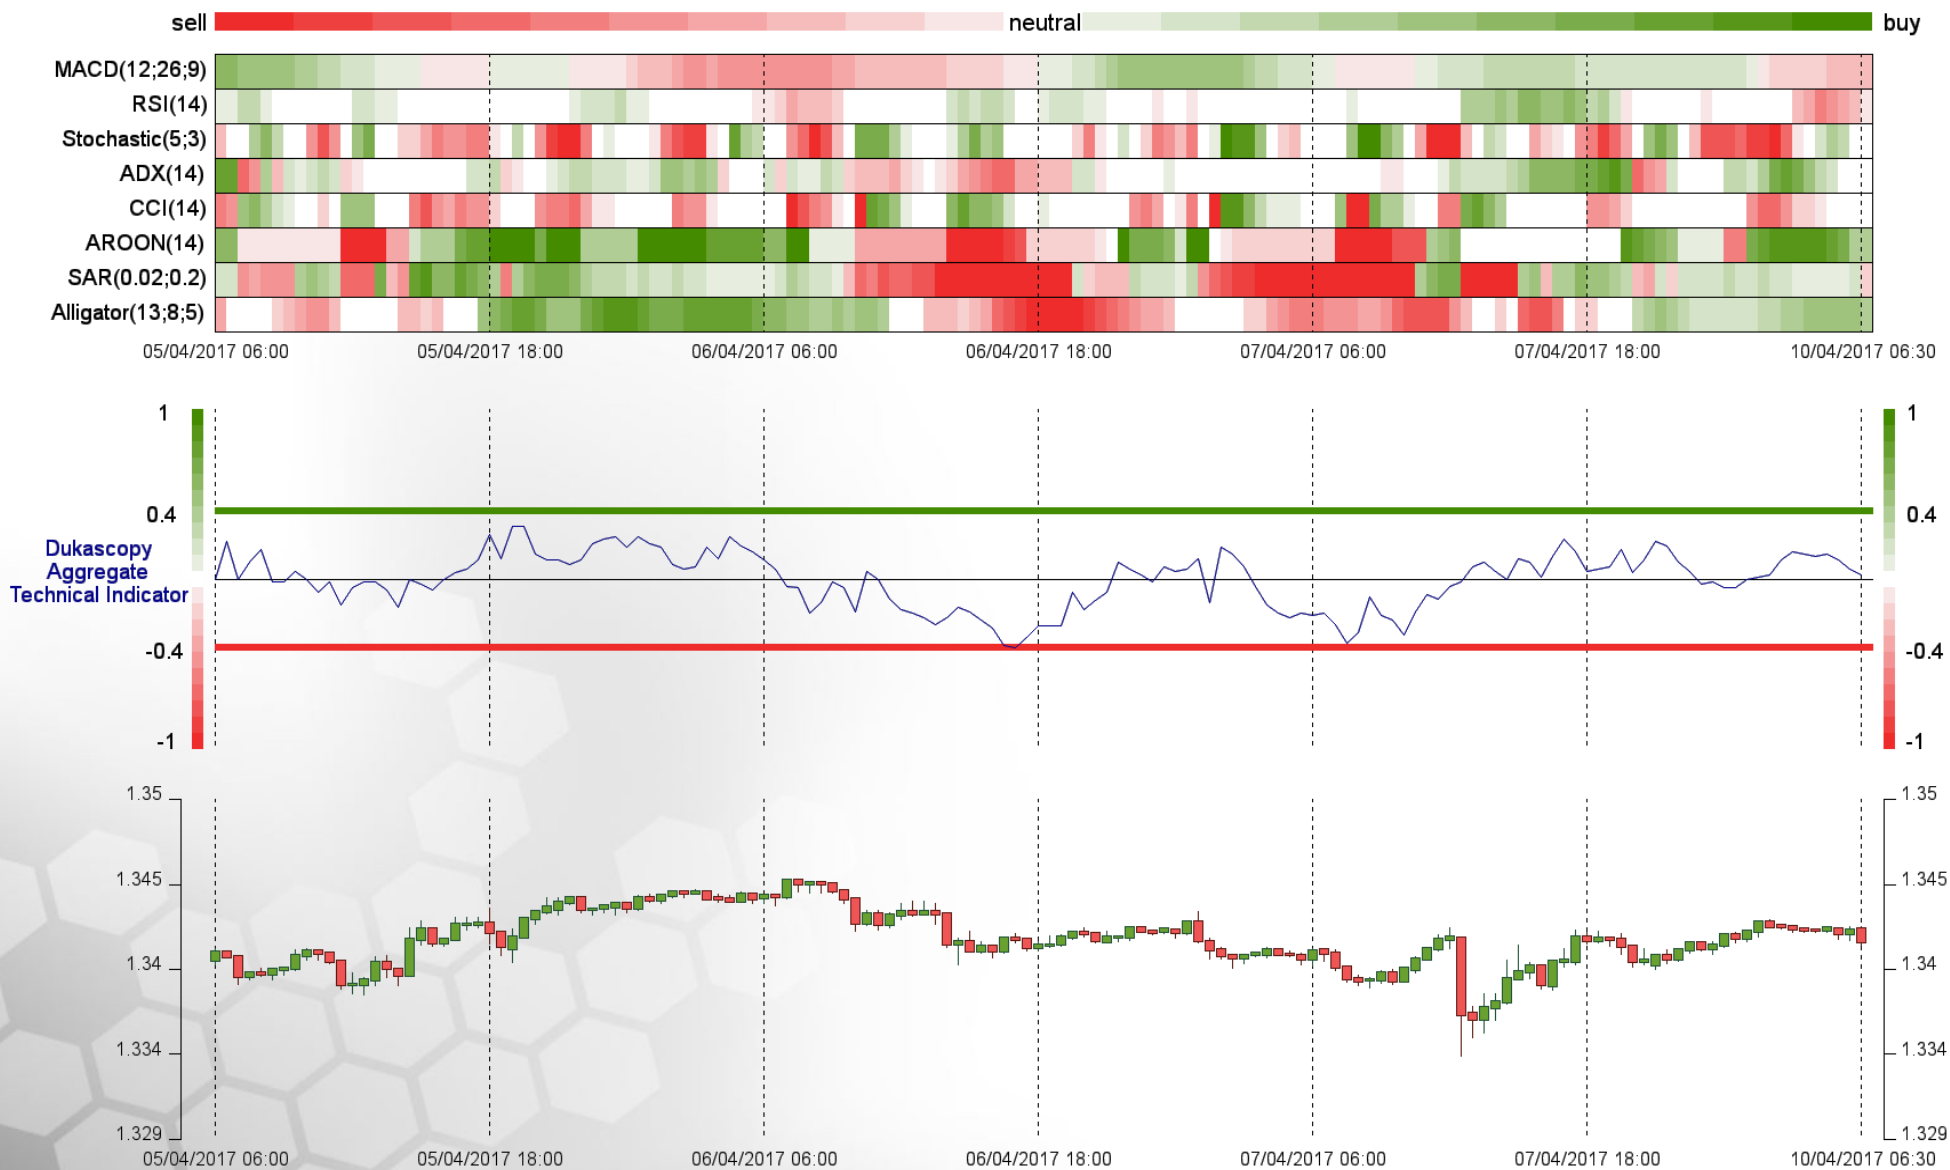 sell neutral buy
MACD(12;26;9)
RSI(14)
Stochastic(5;3)
ADX(14)
CCI(14)
AROON(14)
SAR(0.02;0.2)
Alligator(13;8;5)
05/04/2017 06:00 05/04/2017 18:00 06/04/2017 06:00 06/04/2017 18:00 07/04/2017 06:00 07/04/2017 18:00 10/04/2017 06:30
1 1
0.4 0.4
Dukascopy
Aggregate
Technical Indicator
-0.4 -0.4
-1 -1
1.35 1.35
1.345 1.345
1.34 1.34
1.334 1.334
1.329 1.329
05/04/2017 06:00 05/04/2017 18:00 06/04/2017 06:00 06/04/2017 18:00 07/04/2017 06:00 07/04/2017 18:00 10/04/2017 06:30